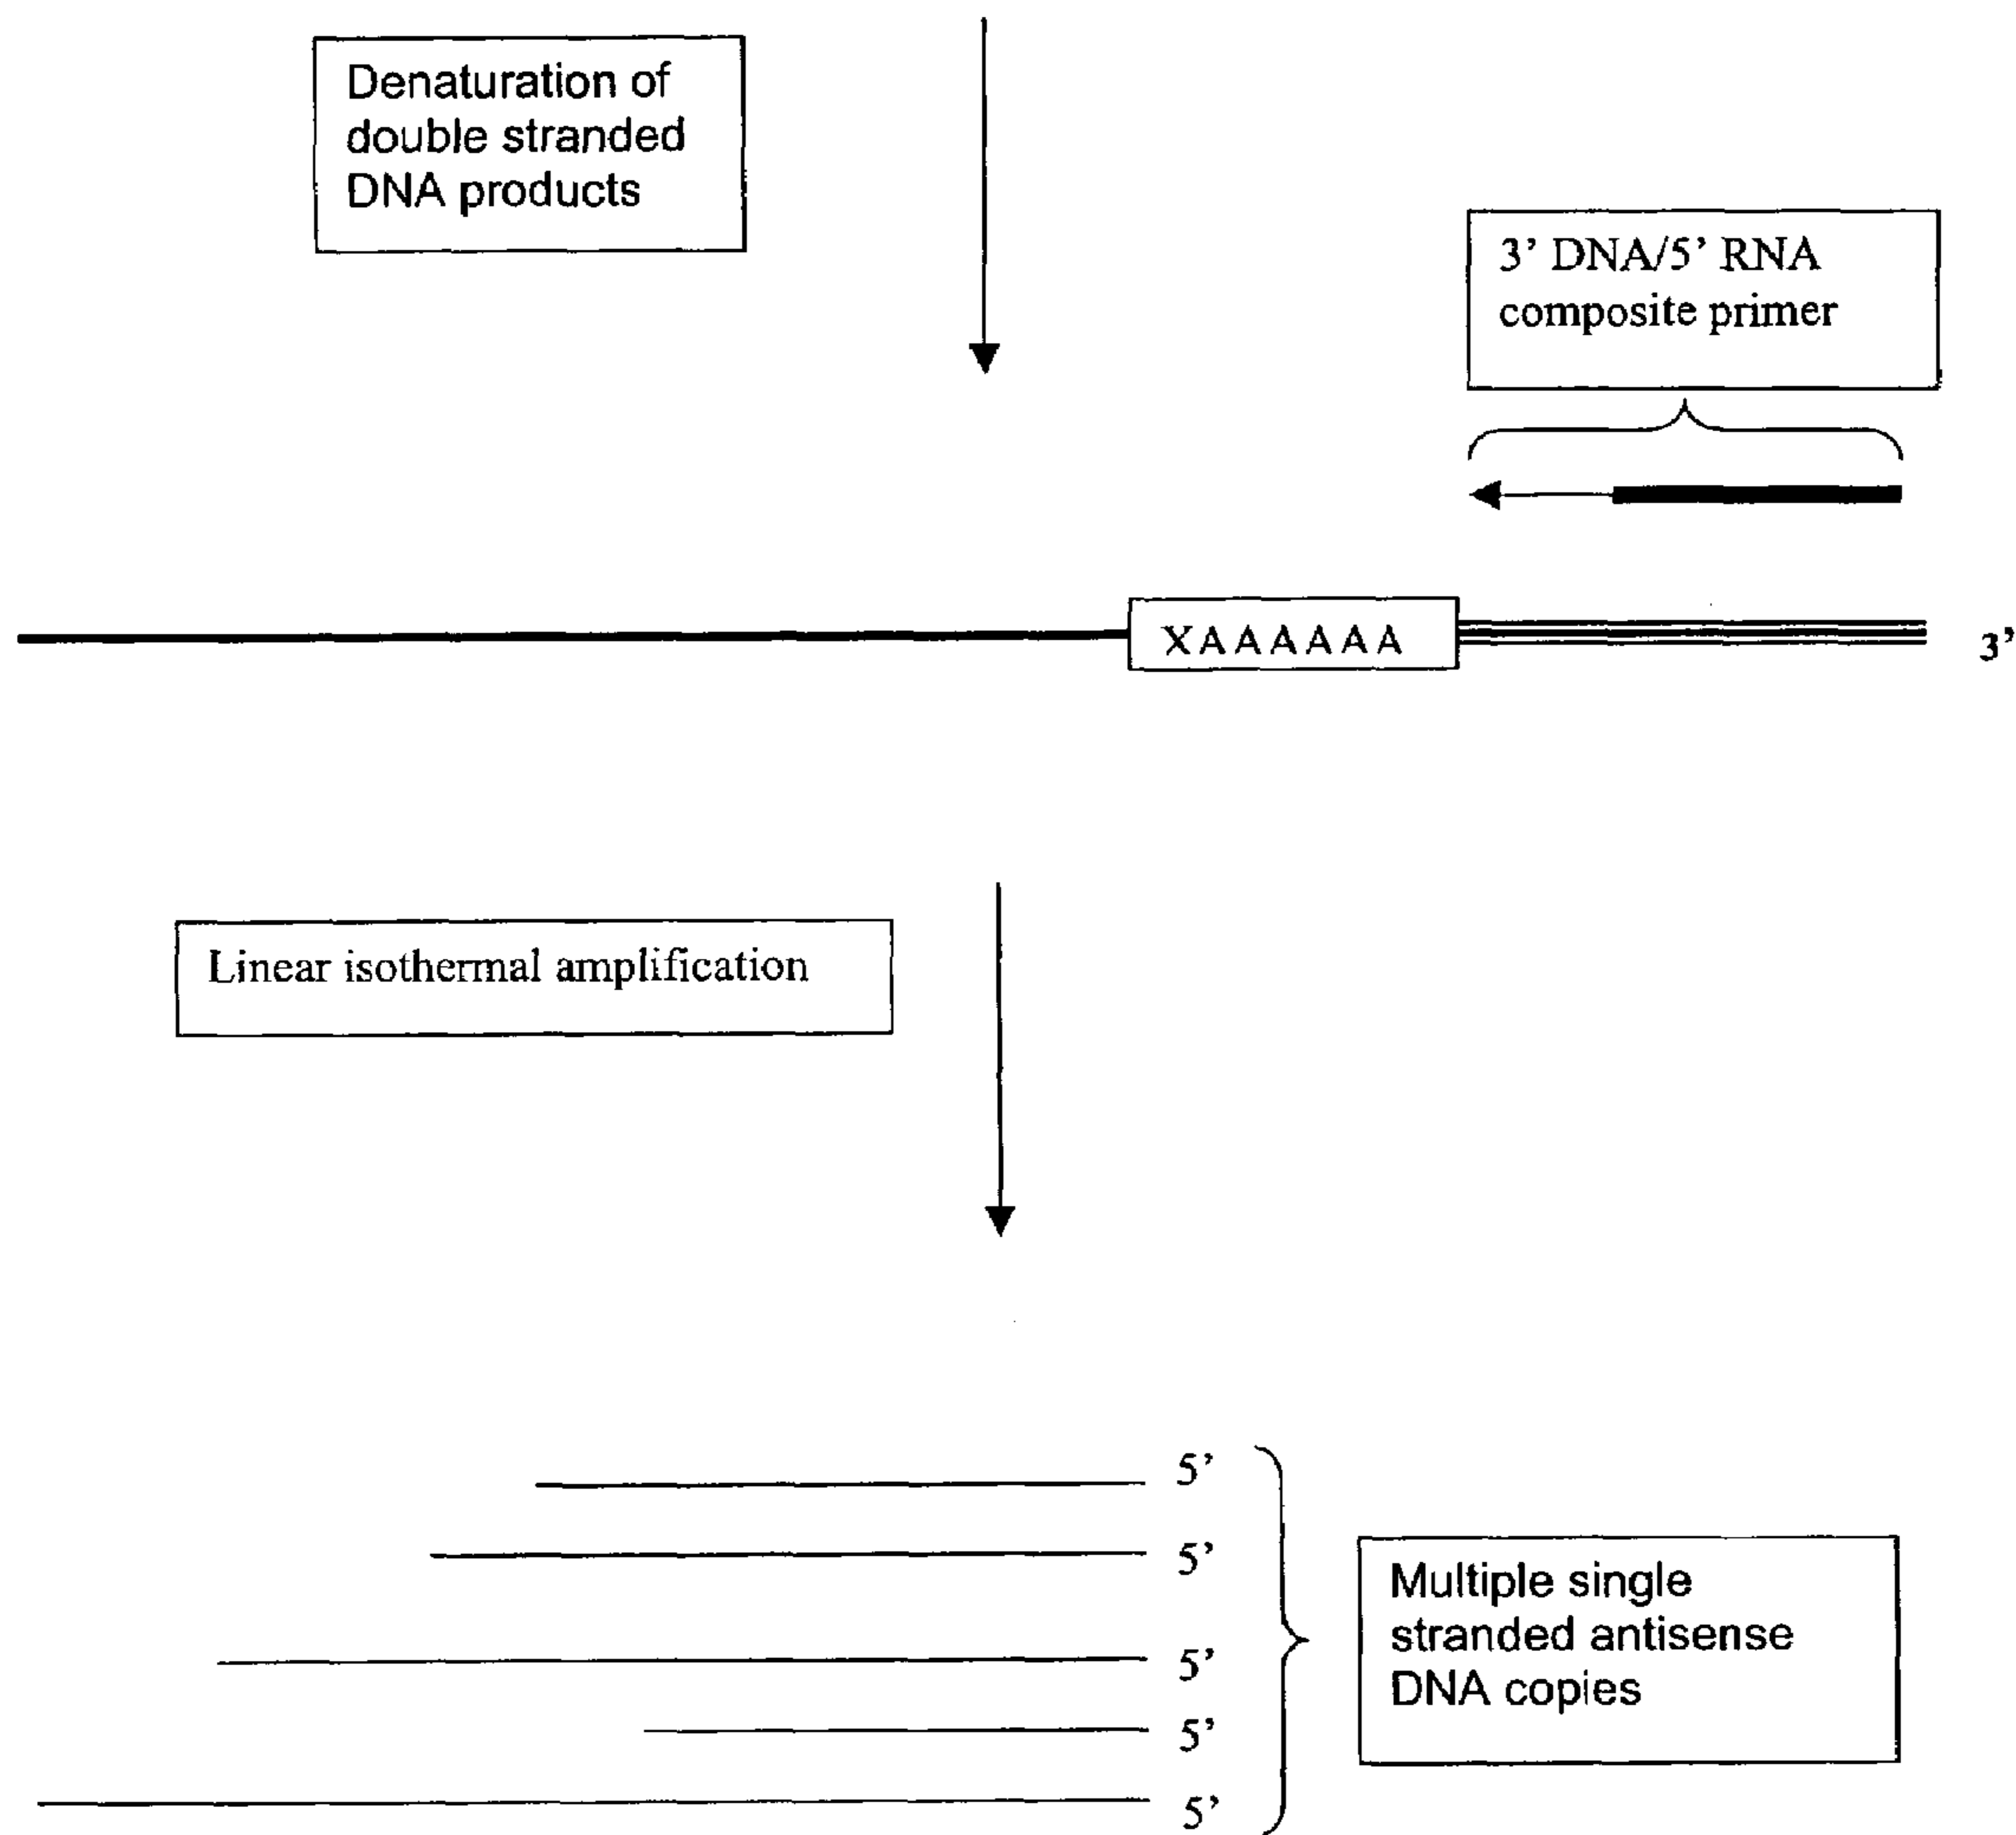 Denaturation of
double stranded
DNA products
3’ DNA/5’ RNA
composite primer
XAAAAAA
3’
Linear isothermal amplification
5’
5’
5’
5’
5’
Multiple single
stranded antisense
DNA copies